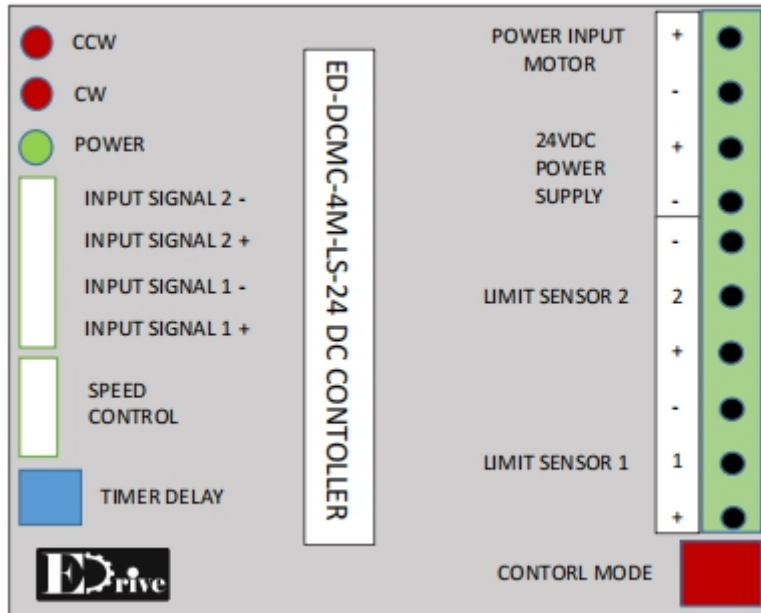 CCW
CW
POWER
INPUT SIGNAL 2 -
INPUT SIGNAL 2 +
INPUT SIGNAL 1 -
INPUT SIGNAL 1 +
SPEED
CONTROL
TIMER DELAY
EDrive
ED-DCMC-4M-LS-24 DC CONTOLLER
POWER INPUT
MOTOR
+
-
24VDC
POWER
SUPPLY
+
-
LIMIT SENSOR 2
-
2
+
LIMIT SENSOR 1
-
1
+
CONTORL MODE